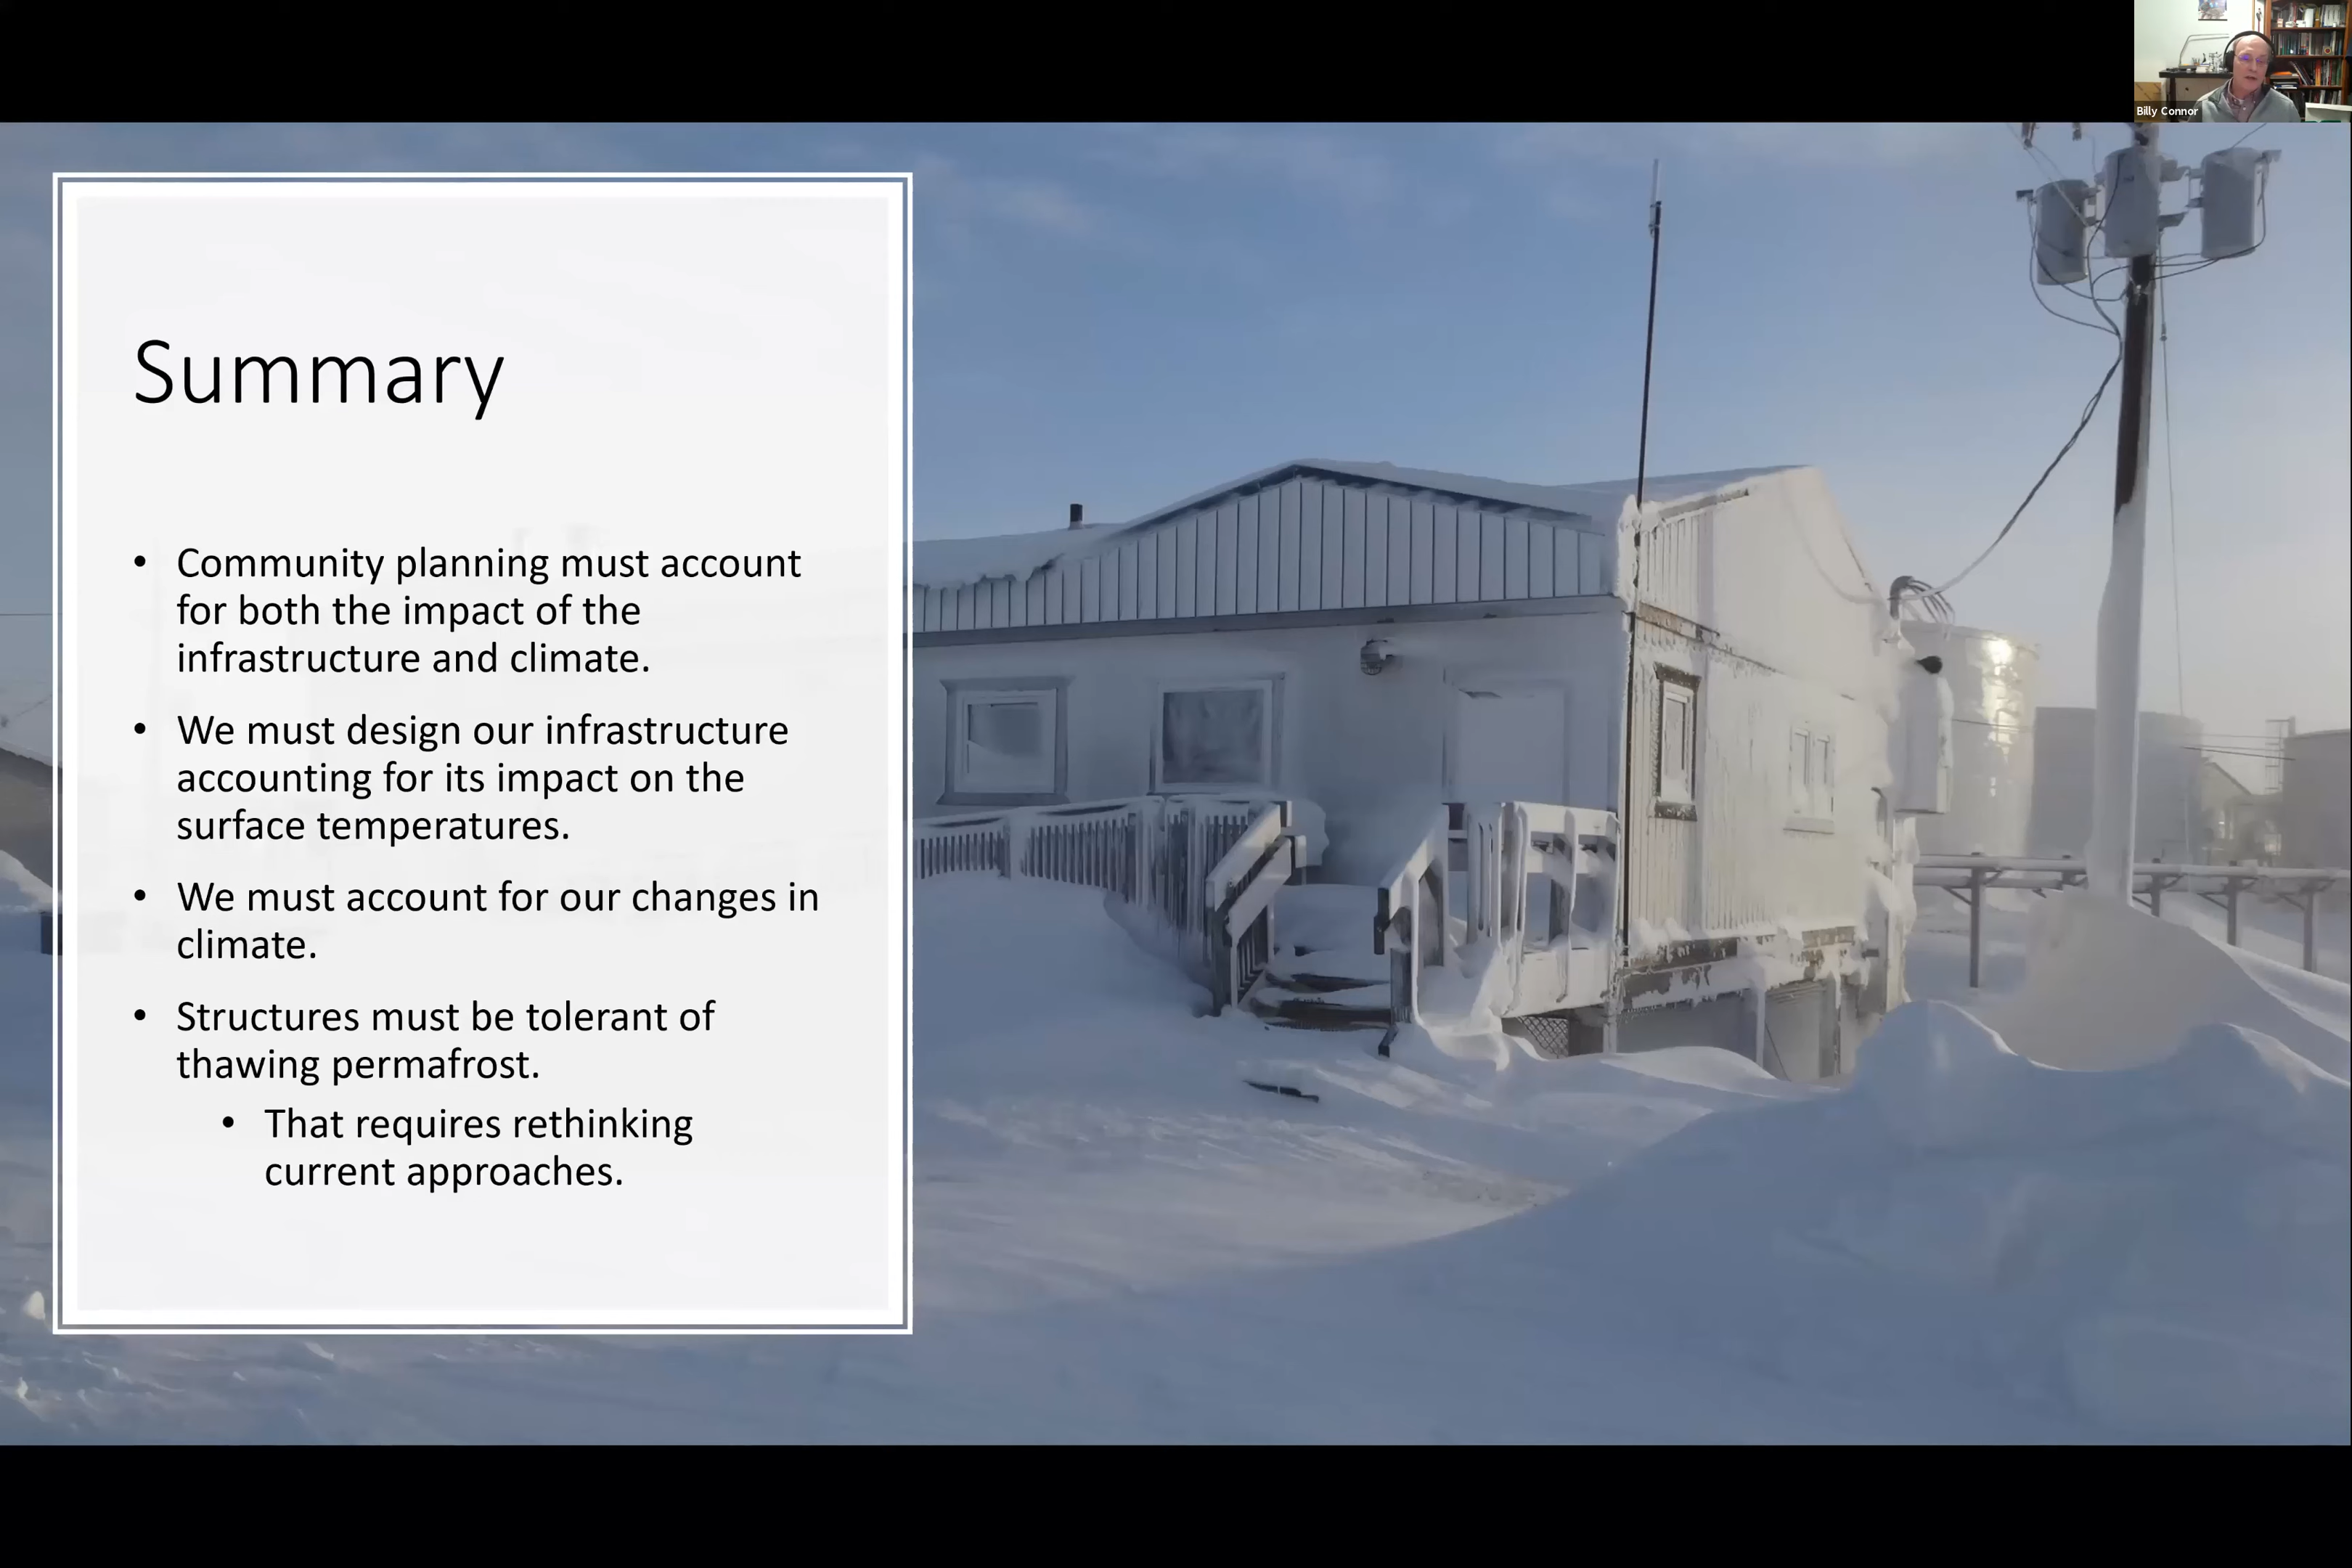 Billy Connor
Summary
• Community planning must account
for both the impact of the
infrastructure and climate.
• We must design our infrastructure
accounting for its impact on the
surface temperatures.
• We must account for our changes in
climate.
• Structures must be tolerant of
thawing permafrost.
• That requires rethinking
current approaches.